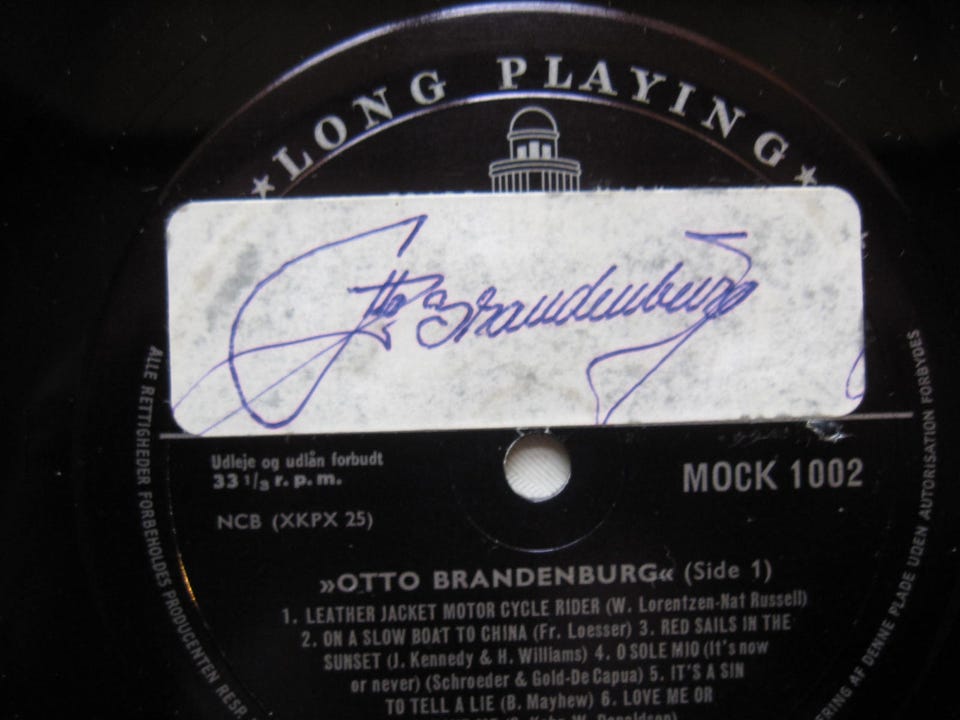 ★ LONG PLAYING ★
Otto Brandenburg
Udleje og udlån forbudt
33 1/3 r. p. m.
MOCK 1002
NCB (XKPX 25)
»OTTO BRANDENBURG« (Side 1)
1. LEATHER JACKET MOTOR CYCLE RIDER (W. Lorentzen-Nat Russell)
2. ON A SLOW BOAT TO CHINA (Fr. Loesser) 3. RED SAILS IN THE
SUNSET (J. Kennedy & H. Williams) 4. O SOLE MIO (It's now
or never) (Schroeder & Gold-De Capua) 5. IT'S A SIN
TO TELL A LIE (B. Mayhew) 6. LOVE ME OR
ALLE RETTIGHEDER FORBEHOLDES PRODUCENTEN RESP.
AF DENNE PLADE UDEN AUTORISATION FORBYDES